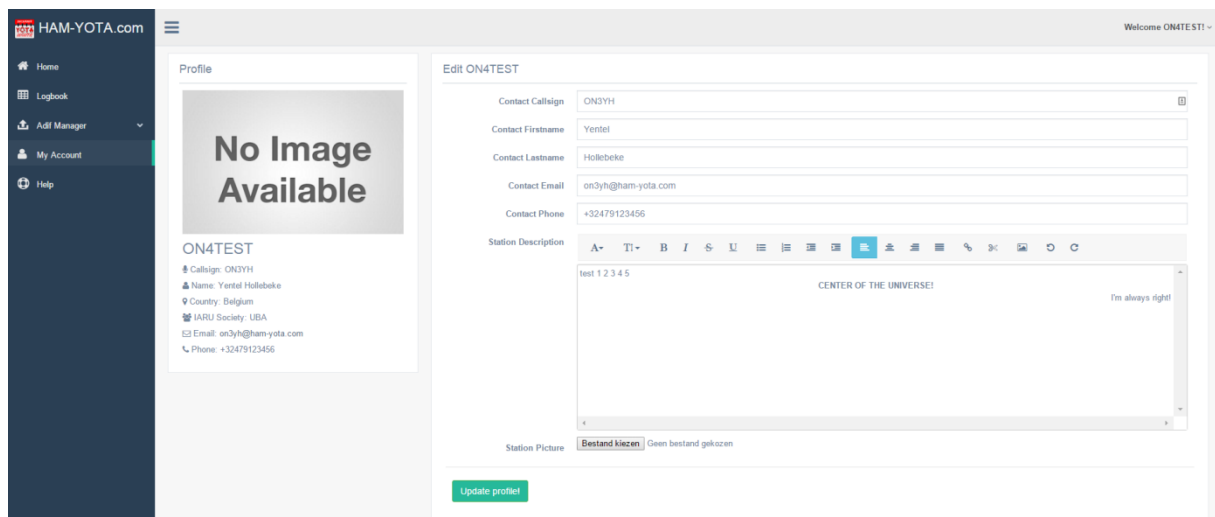 HAM-YOTA.com
Welcome ON4TEST!
Home
Logbook
Adif Manager
My Account
Help
Profile
No Image
Available
ON4TEST
Callsign: ON3YH
Name: Yentel Hollebeke
Country: Belgium
IARU Society: UBA
Email: on3yh@ham-yota.com
Phone: +32479123456
Edit ON4TEST
Contact Callsign ON3YH
Contact Firstname Yentel
Contact Lastname Hollebeke
Contact Email on3yh@ham-yota.com
Contact Phone +32479123456
Station Description
A TI B I S U
test 1 2 3 4 5
CENTER OF THE UNIVERSE!
I'm always right!
Station Picture Bestand kiezen Geen bestand gekozen
Update profile!